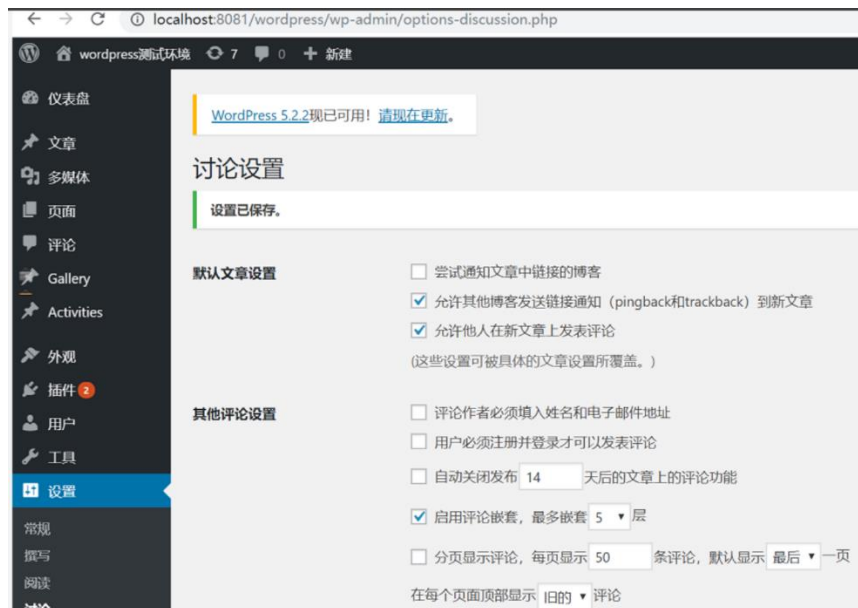 localhost:8081/wordpress/wp-admin/options-discussion.php
wordpress测试环境 7 0 新建
仪表盘
文章
多媒体
页面
评论
Gallery
Activities
外观
插件 2
用户
工具
设置
常规
撰写
阅读
讨论
WordPress 5.2.2现已可用！请现在更新。
讨论设置
设置已保存。
默认文章设置
尝试通知文章中链接的博客
允许其他博客发送链接通知（pingback和trackback）到新文章
允许他人在新文章上发表评论
(这些设置可被具体的文章设置所覆盖。)
其他评论设置
评论作者必须填入姓名和电子邮件地址
用户必须注册并登录才可以发表评论
自动关闭发布 14 天后的文章上的评论功能
启用评论嵌套，最多嵌套 5 层
分页显示评论，每页显示 50 条评论，默认显示 最后 一页
在每个页面顶部显示 旧的 评论